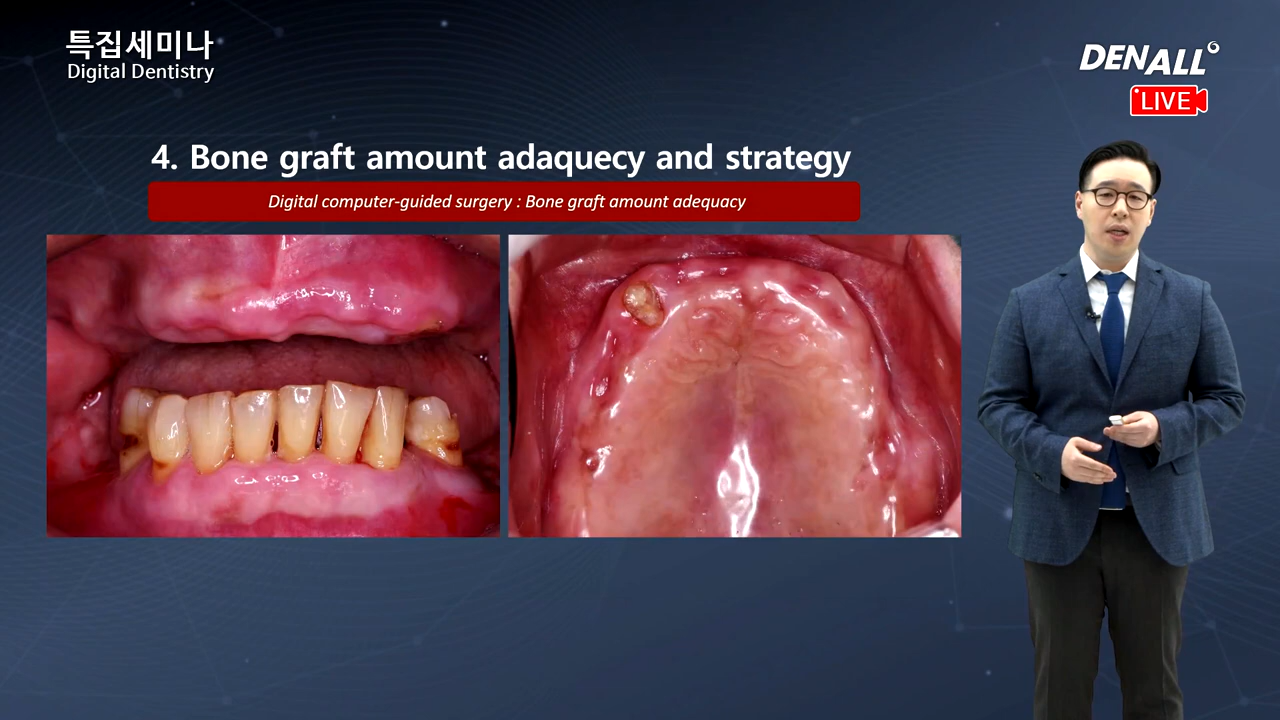 특집세미나
Digital Dentistry
DENALL
LIVE
4. Bone graft amount adaquecy and strategy
Digital computer-guided surgery : Bone graft amount adequacy